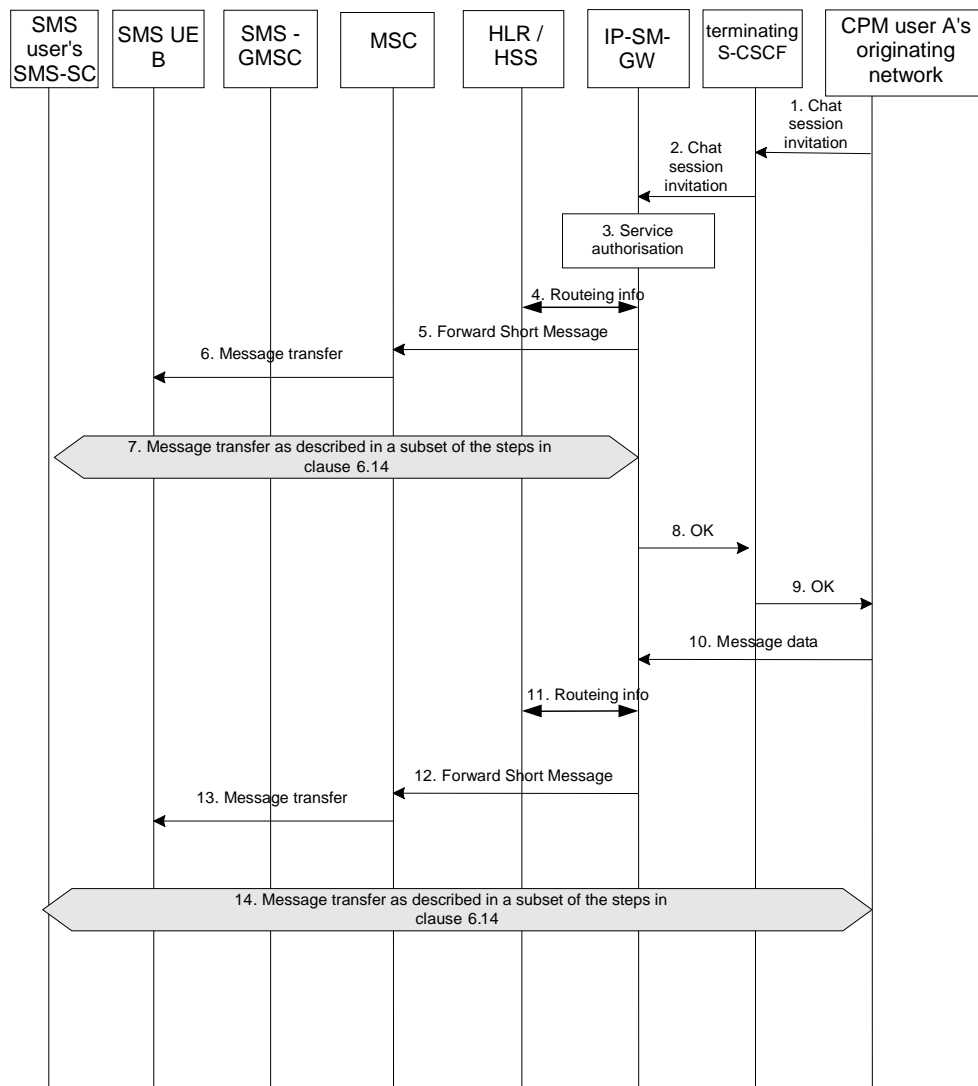 SMS
user's
SMS-SC
SMS UE
B
SMS -
GMSC
MSC
HLR /
HSS
IP-SM-
GW
terminating
S-CSCF
CPM user A's
originating
network
1. Chat
session
invitation
2. Chat
session
invitation
3. Service
authorisation
4. Routeing info
5. Forward Short Message
6. Message transfer
7. Message transfer as described in a subset of the steps in
clause 6.14
8. OK
9. OK
10. Message data
11. Routeing info
12. Forward Short Message
13. Message transfer
14. Message transfer as described in a subset of the steps in
clause 6.14